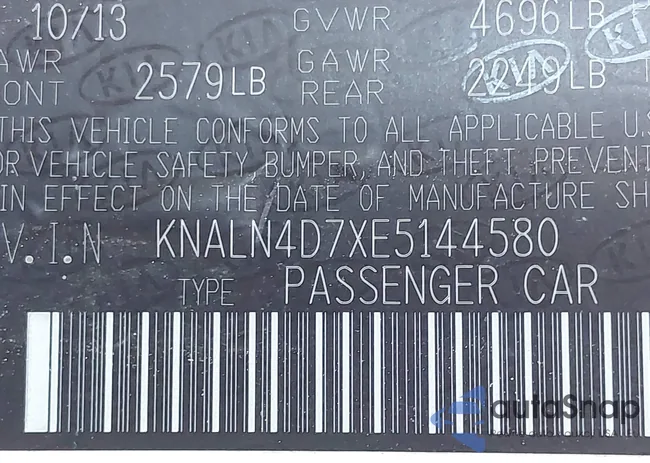 10/13 GVWR 4696LB
AWR GAWR
ONT 2579LB REAR 2249LB
THIS VEHICLE CONFORMS TO ALL APPLICABLE U.S
OR VEHICLE SAFETY BUMPER, AND THEFT PREVENT
IN EFFECT ON THE DATE OF MANUFACTURE SH
V.I.N KNALN4D7XE5144580
TYPE PASSENGER CAR
autoSnap